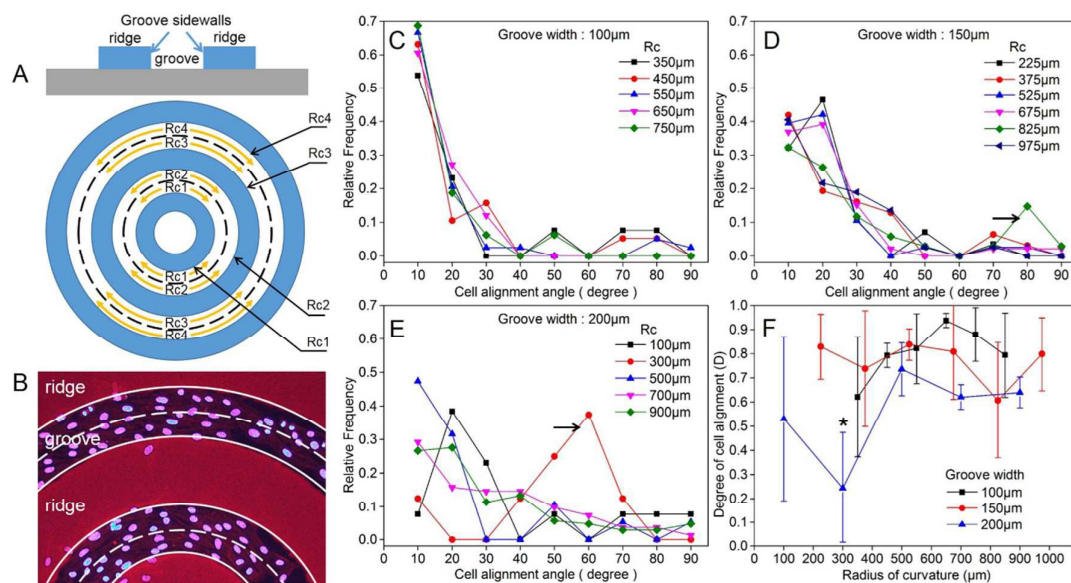 Groove sidewalls
ridge ridge
groove
A
Rc4
Rc3
Rc2
Rc1
Rc1
Rc2
Rc3
Rc4
Rc4
Rc3
Rc2
Rc1
B
ridge
groove
ridge
C
Groove width : 100μm
Rc
350μm
450μm
550μm
650μm
750μm
Relative Frequency
0.7
0.6
0.5
0.4
0.3
0.2
0.1
0.0
10 20 30 40 50 60 70 80 90
Cell alignment angle ( degree )
D
Groove width : 150μm
Rc
225μm
375μm
525μm
675μm
825μm
975μm
Relative Frequency
0.7
0.6
0.5
0.4
0.3
0.2
0.1
0.0
10 20 30 40 50 60 70 80 90
Cell alignment angle ( degree )
E
Groove width : 200μm
Rc
100μm
300μm
500μm
700μm
900μm
Relative Frequency
0.7
0.6
0.5
0.4
0.3
0.2
0.1
0.0
10 20 30 40 50 60 70 80 90
Cell alignment angle ( degree )
F
Degree of cell alignment (D)
1.0
0.9
0.8
0.7
0.6
0.5
0.4
0.3
0.2
0.1
0.0
*
Groove width
100μm
150μm
200μm
0 100 200 300 400 500 600 700 800 900 1000
Radius of curvature (μm)